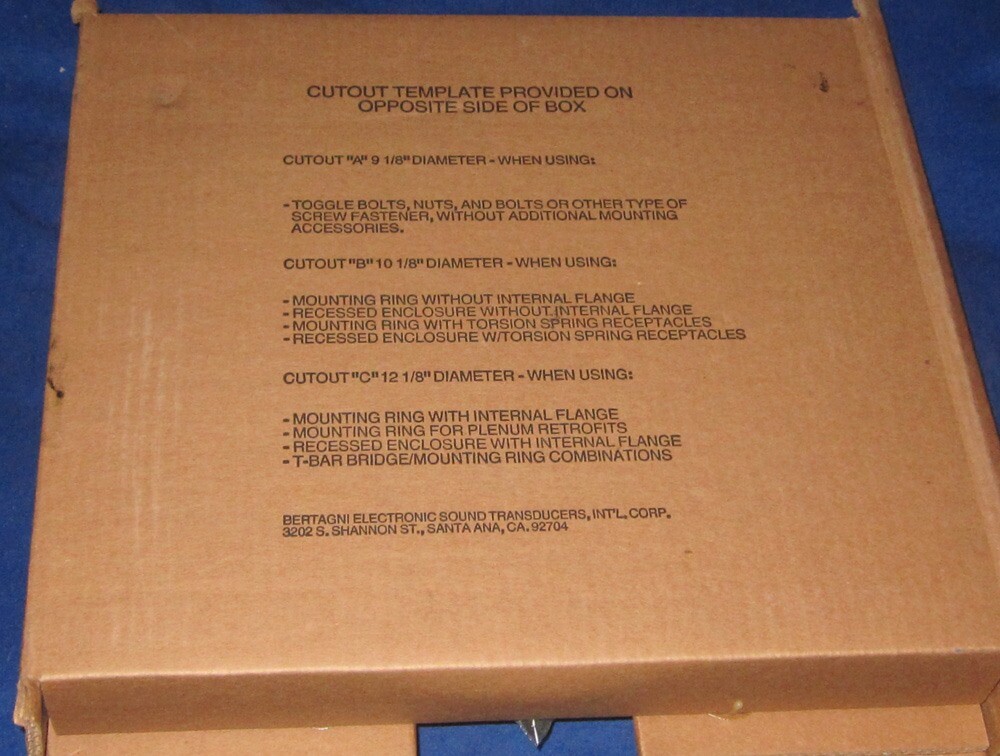 CUTOUT TEMPLATE PROVIDED ON
OPPOSITE SIDE OF BOX
CUTOUT "A" 9 1/8" DIAMETER - WHEN USING:
- TOGGLE BOLTS, NUTS, AND BOLTS OR OTHER TYPE OF
SCREW FASTENER, WITHOUT ADDITIONAL MOUNTING
ACCESSORIES.
CUTOUT "B" 10 1/8" DIAMETER - WHEN USING:
- MOUNTING RING WITHOUT INTERNAL FLANGE
- RECESSED ENCLOSURE WITHOUT INTERNAL FLANGE
- MOUNTING RING WITH TORSION SPRING RECEPTACLES
- RECESSED ENCLOSURE W/TORSION SPRING RECEPTACLES
CUTOUT "C" 12 1/8" DIAMETER - WHEN USING:
- MOUNTING RING WITH INTERNAL FLANGE
- MOUNTING RING FOR PLENUM RETROFITS
- RECESSED ENCLOSURE WITH INTERNAL FLANGE
- T-BAR BRIDGE/MOUNTING RING COMBINATIONS
BERTAGNI ELECTRONIC SOUND TRANSDUCERS, INT'L. CORP.
3202 S. SHANNON ST., SANTA ANA, CA. 92704